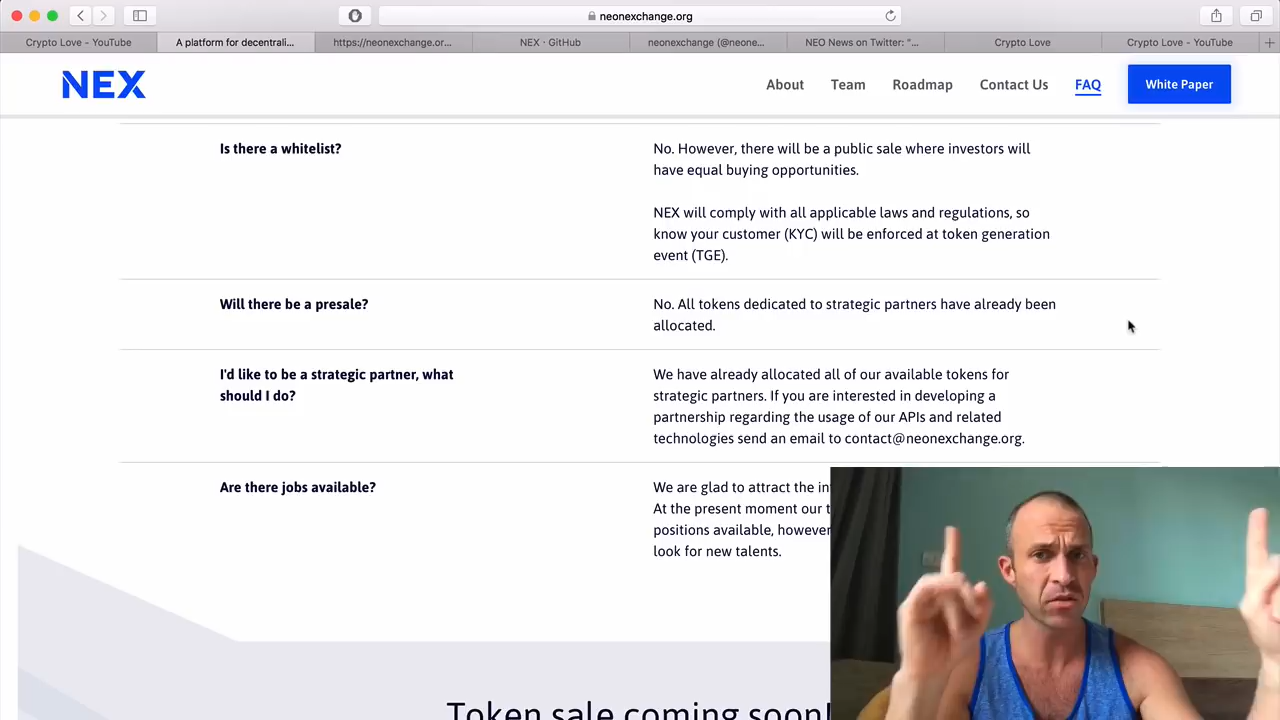 neonexchange.org
Crypto Love - YouTube
A platform for decentrali...
https://neonexchange.or...
NEX · GitHub
neonexchange (@neone...
NEO News on Twitter: "...
Crypto Love
Crypto Love - YouTube
NEX
About
Team
Roadmap
Contact Us
FAQ
White Paper
Is there a whitelist?
No. However, there will be a public sale where investors will
have equal buying opportunities.
NEX will comply with all applicable laws and regulations, so
know your customer (KYC) will be enforced at token generation
event (TGE).
Will there be a presale?
No. All tokens dedicated to strategic partners have already been
allocated.
I'd like to be a strategic partner, what
should I do?
We have already allocated all of our available tokens for
strategic partners. If you are interested in developing a
partnership regarding the usage of our APIs and related
technologies send an email to contact@neonexchange.org.
Are there jobs available?
We are glad to attract the in
At the present moment our t
positions available, however
look for new talents.
Token sale coming soon!